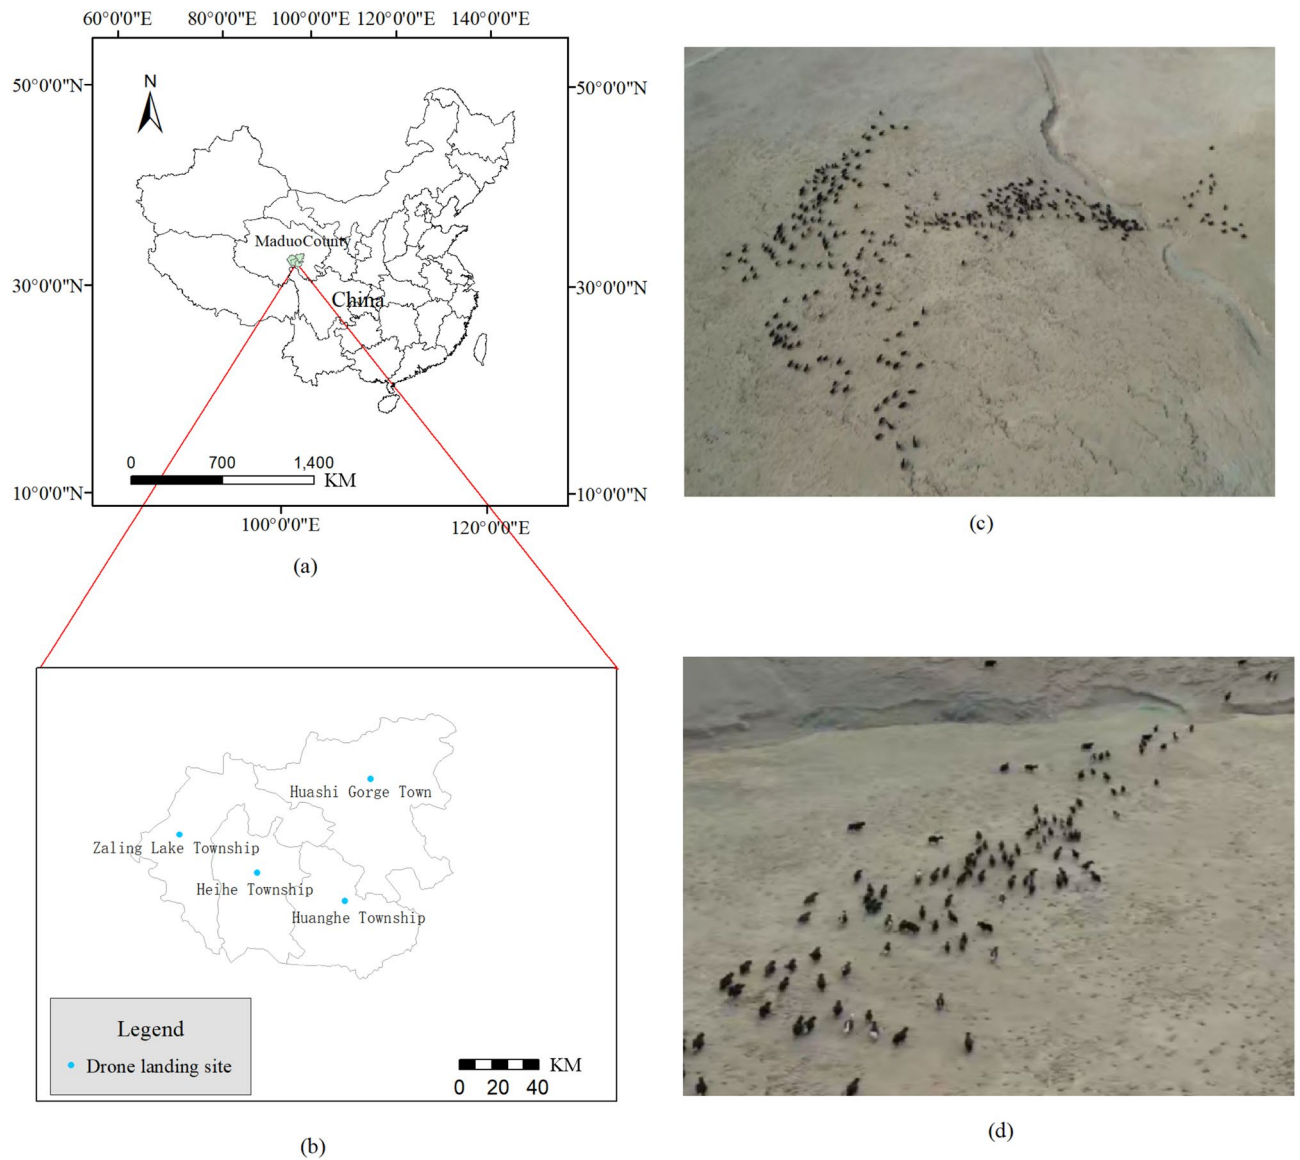 60°0'0"E 80°0'0"E 100°0'0"E 120°0'0"E 140°0'0"E
50°0'0"N
50°0'0"N
N
MaduoCounty
30°0'0"N
30°0'0"N
China
0 700 1,400
KM
10°0'0"N
10°0'0"N
100°0'0"E
120°0'0"E
(a)
(c)
Huashi Gorge Town
Zaling Lake Township
Heihe Township
Huanghe Township
Legend
Drone landing site
KM
0 20 40
(b)
(d)